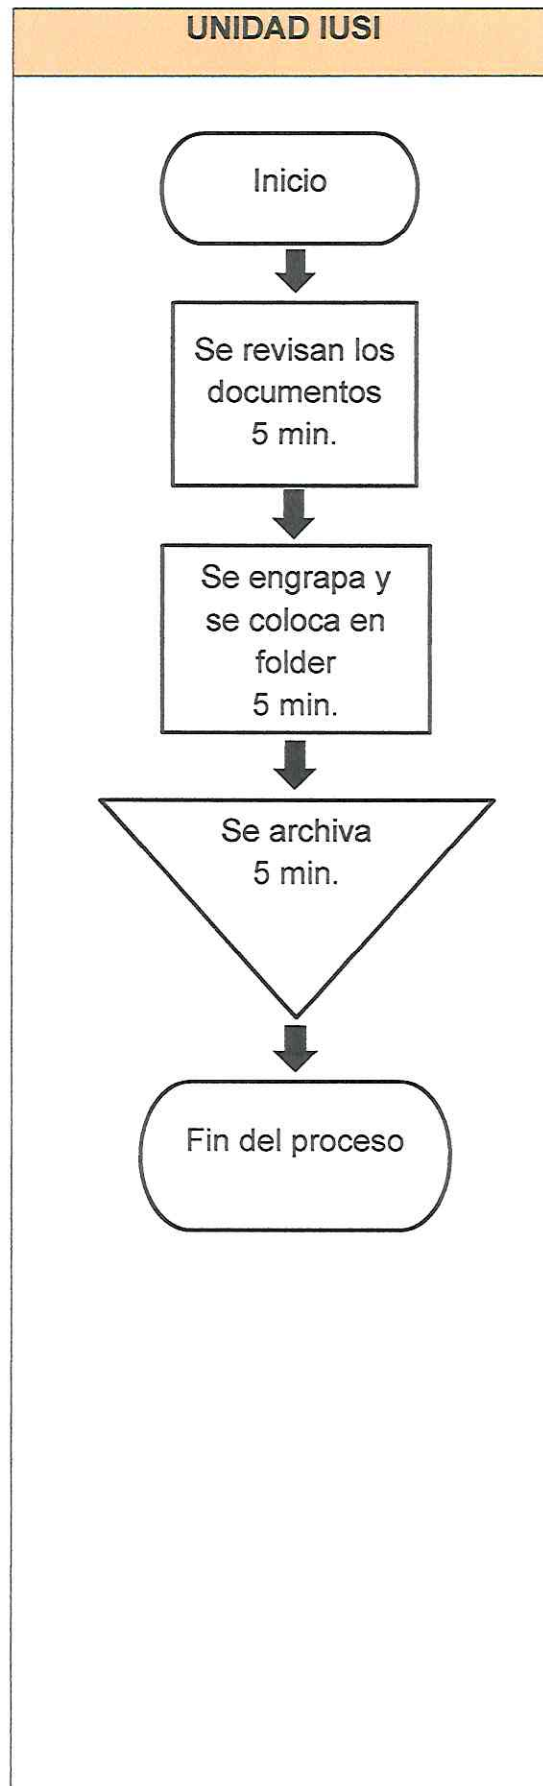 UNIDAD IUSI
Inicio
Se revisan los
documentos
5 min.
Se engrapa y
se coloca en
folder
5 min.
Se archiva
5 min.
Fin del proceso